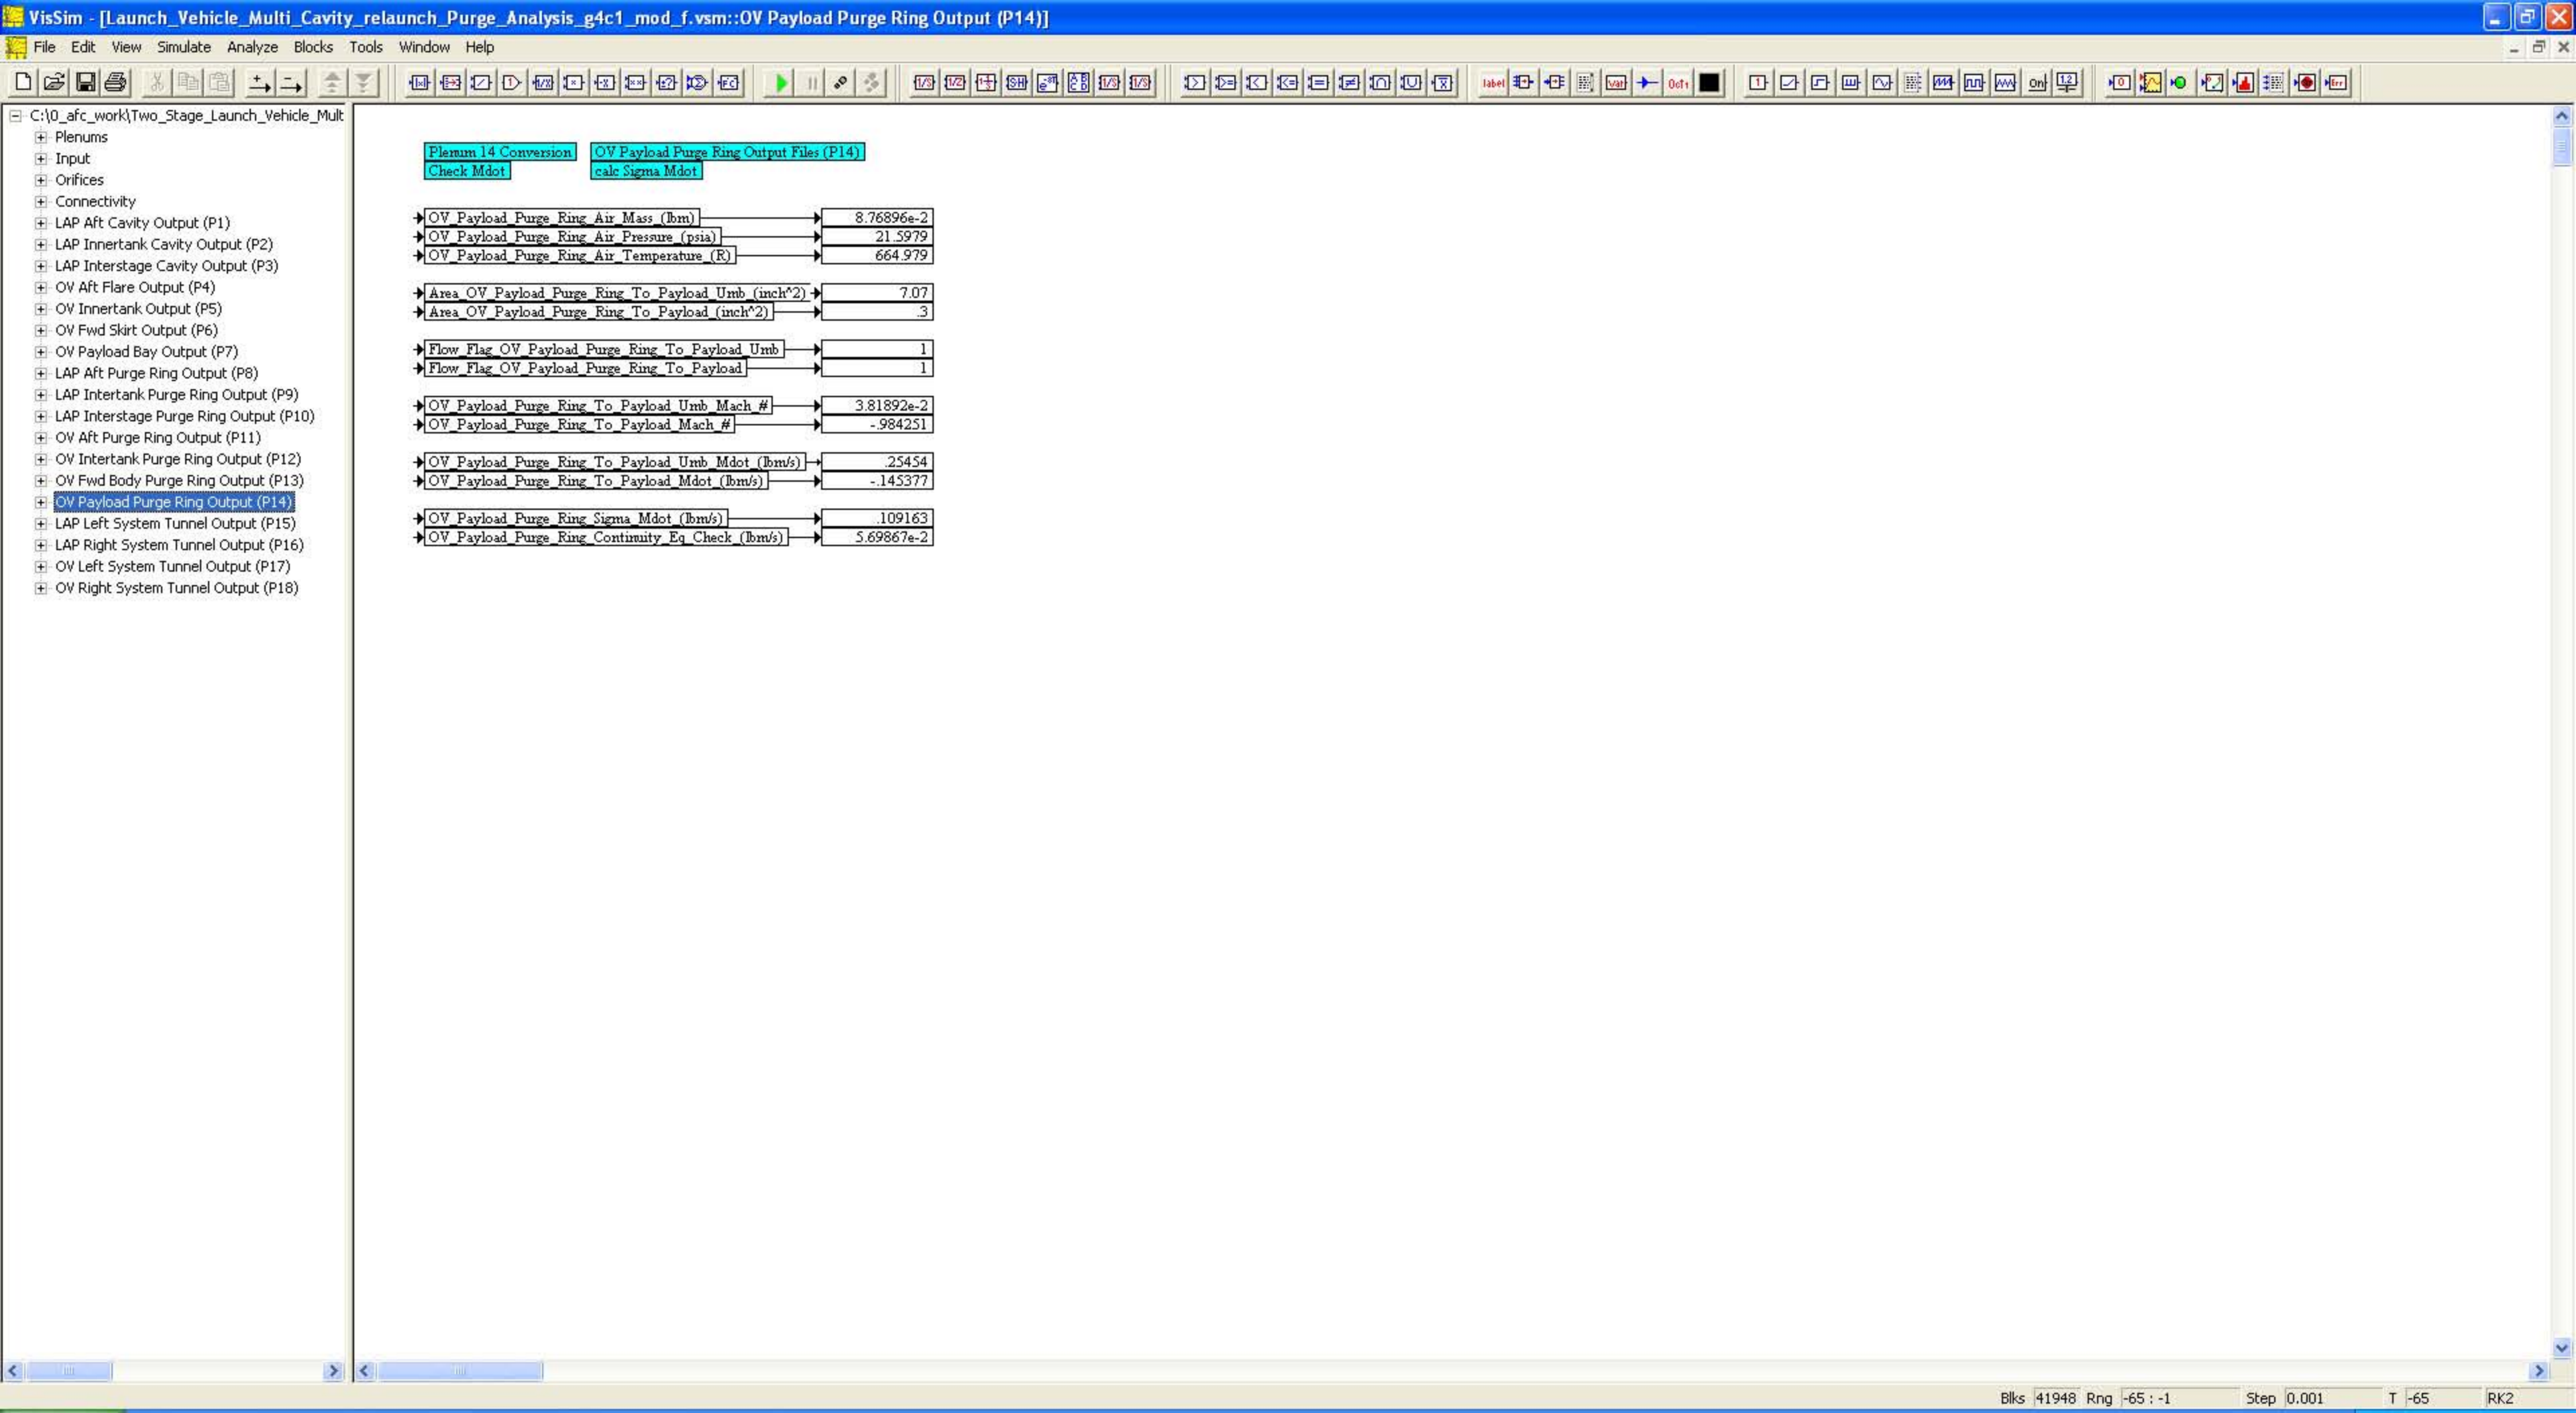 VisSim - [Launch_Vehicle_Multi_Cavity_relaunch_Purge_Analysis_g4c1_mod_f.vsm::OV Payload Purge Ring Output (P14)]
File Edit View Simulate Analyze Blocks Tools Window Help
C:\0_afc_work\Two_Stage_Launch_Vehicle_Mult
Plenums
Input
Orifices
Connectivity
LAP Aft Cavity Output (P1)
LAP Innertank Cavity Output (P2)
LAP Interstage Cavity Output (P3)
OV Aft Flare Output (P4)
OV Innertank Output (P5)
OV Fwd Skirt Output (P6)
OV Payload Bay Output (P7)
LAP Aft Purge Ring Output (P8)
LAP Intertank Purge Ring Output (P9)
LAP Interstage Purge Ring Output (P10)
OV Aft Purge Ring Output (P11)
OV Intertank Purge Ring Output (P12)
OV Fwd Body Purge Ring Output (P13)
OV Payload Purge Ring Output (P14)
LAP Left System Tunnel Output (P15)
LAP Right System Tunnel Output (P16)
OV Left System Tunnel Output (P17)
OV Right System Tunnel Output (P18)
Plenum 14 Conversion OV Payload Purge Ring Output Files (P14)
Check Mdot calc Sigma Mdot
OV_Payload_Purge_Ring_Air_Mass_(lbm) 8.76896e-2
OV_Payload_Purge_Ring_Air_Pressure_(psia) 21.5979
OV_Payload_Purge_Ring_Air_Temperature_(R) 664.979
Area_OV_Payload_Purge_Ring_To_Payload_Umb_(inch^2) 7.07
Area_OV_Payload_Purge_Ring_To_Payload_(inch^2) .3
Flow_Flag_OV_Payload_Purge_Ring_To_Payload_Umb 1
Flow_Flag_OV_Payload_Purge_Ring_To_Payload 1
OV_Payload_Purge_Ring_To_Payload_Umb_Mach_# 3.81892e-2
OV_Payload_Purge_Ring_To_Payload_Mach_# -.984251
OV_Payload_Purge_Ring_To_Payload_Umb_Mdot_(lbm/s) .25454
OV_Payload_Purge_Ring_To_Payload_Mdot_(lbm/s) -.145377
OV_Payload_Purge_Ring_Sigma_Mdot_(lbm/s) .109163
OV_Payload_Purge_Ring_Continuity_Eq_Check_(lbm/s) 5.69867e-2
Blks 41948 Rng -65 : -1 Step 0.001 T -65 RK2